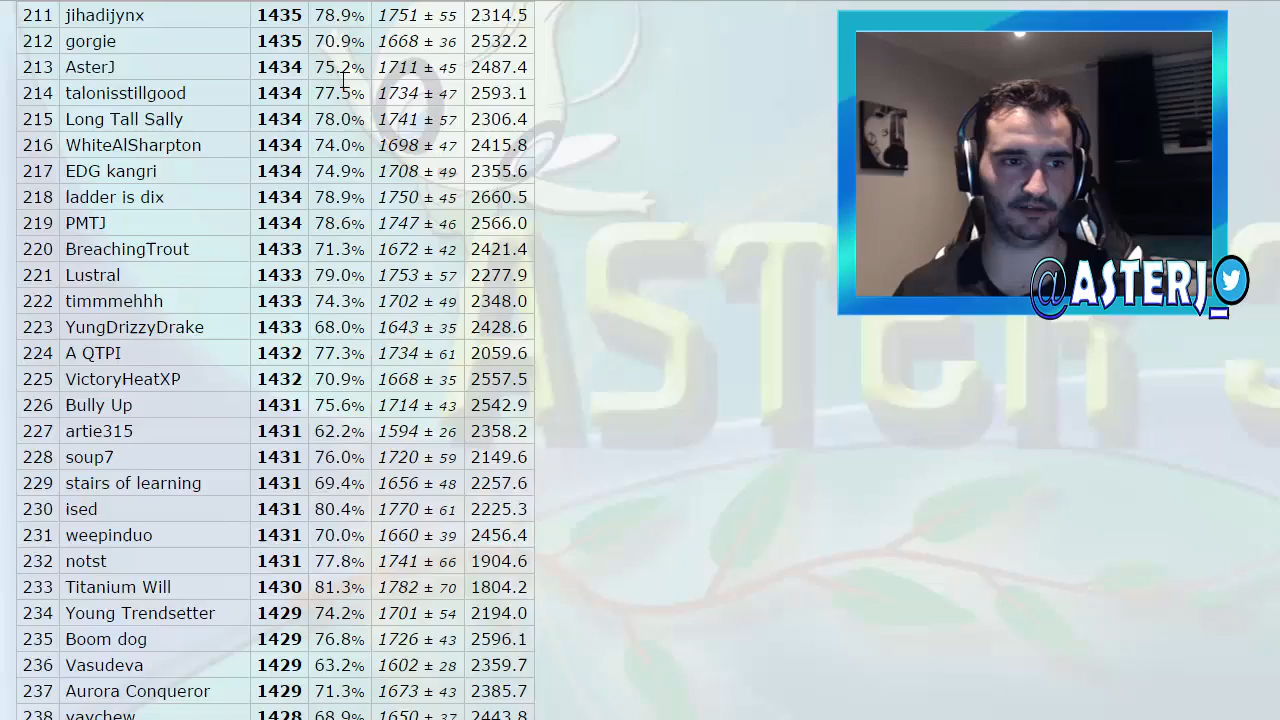 211 jihadijynx 1435 78.9% 1751 ± 55 2314.5
212 gorgie 1435 70.9% 1668 ± 36 2532.2
213 AsterJ 1434 75.2% 1711 ± 45 2487.4
214 talonisstillgood 1434 77.5% 1734 ± 47 2593.1
215 Long Tall Sally 1434 78.0% 1741 ± 57 2306.4
216 WhiteAlSharpton 1434 74.0% 1698 ± 47 2415.8
217 EDG kangri 1434 74.9% 1708 ± 49 2355.6
218 ladder is dix 1434 78.9% 1750 ± 45 2660.5
219 PMTJ 1434 78.6% 1747 ± 46 2566.0
220 BreachingTrout 1433 71.3% 1672 ± 42 2421.4
221 Lustral 1433 79.0% 1753 ± 57 2277.9
222 timmmehhh 1433 74.3% 1702 ± 49 2348.0
223 YungDrizzyDrake 1433 68.0% 1643 ± 35 2428.6
224 A QTPI 1432 77.3% 1734 ± 61 2059.6
225 VictoryHeatXP 1432 70.9% 1668 ± 35 2557.5
226 Bully Up 1431 75.6% 1714 ± 43 2542.9
227 artie315 1431 62.2% 1594 ± 26 2358.2
228 soup7 1431 76.0% 1720 ± 59 2149.6
229 stairs of learning 1431 69.4% 1656 ± 48 2257.6
230 ised 1431 80.4% 1770 ± 61 2225.3
231 weepinduo 1431 70.0% 1660 ± 39 2456.4
232 notst 1431 77.8% 1741 ± 66 1904.6
233 Titanium Will 1430 81.3% 1782 ± 70 1804.2
234 Young Trendsetter 1429 74.2% 1701 ± 54 2194.0
235 Boom dog 1429 76.8% 1726 ± 43 2596.1
236 Vasudeva 1429 63.2% 1602 ± 28 2359.7
237 Aurora Conqueror 1429 71.3% 1673 ± 43 2385.7
238 yaychew 1428 68.9% 1650 ± 37 2443.8
@ASTERJ_
ASTER